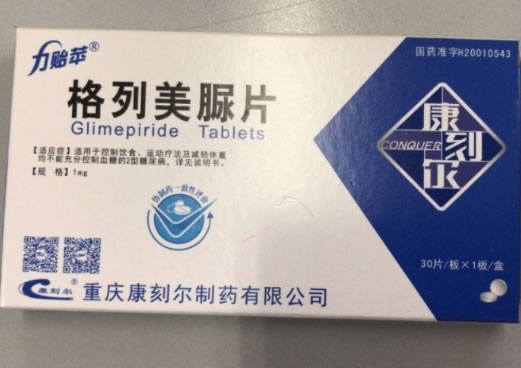 力贻苹®
国药准字H20010543
格列美脲片
Glimepiride Tablets
【适应症】适用于控制饮食、运动疗法及减轻体重
均不能充分控制血糖的2型糖尿病。详见说明书。
【规 格】1mg
康
CONQUER 刻
尔
仿制药一致性评价
30片/板×1板/盒
康刻尔
重庆康刻尔制药有限公司